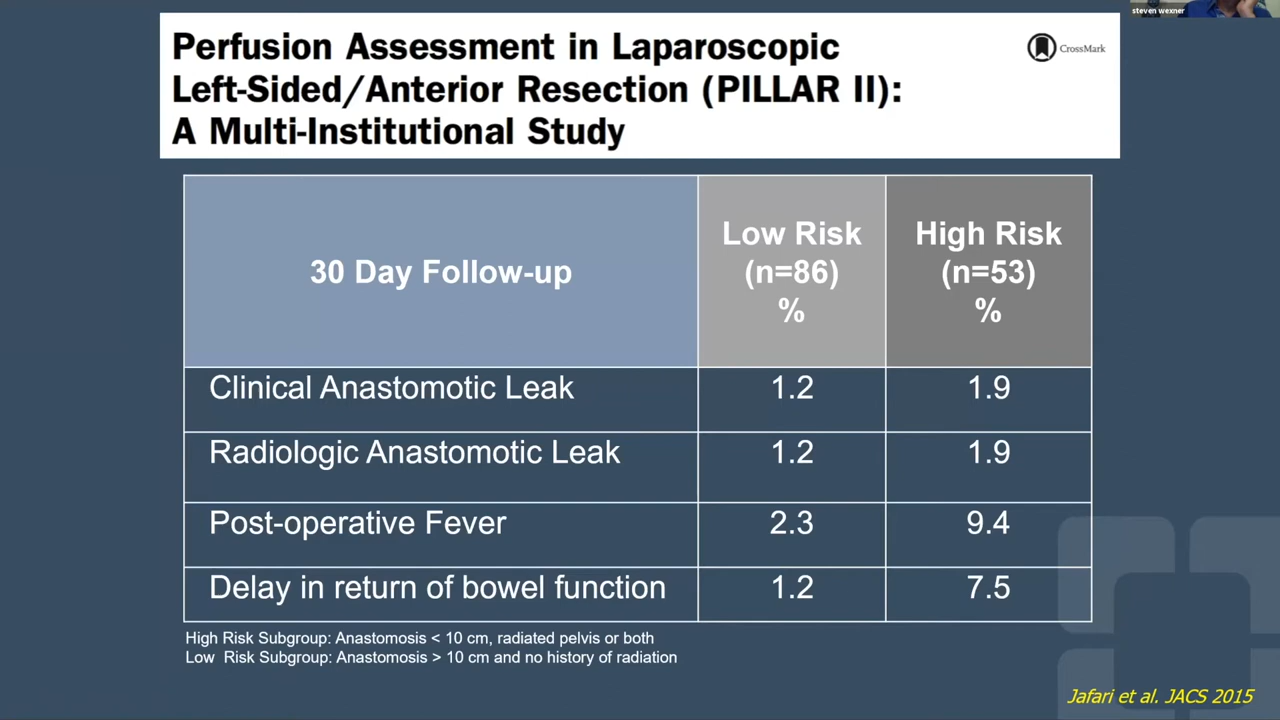 steven wexner
Perfusion Assessment in Laparoscopic
Left-Sided/Anterior Resection (PILLAR II):
A Multi-Institutional Study
CrossMark
30 Day Follow-up
Low Risk
(n=86)
%
High Risk
(n=53)
%
Clinical Anastomotic Leak 1.2 1.9
Radiologic Anastomotic Leak 1.2 1.9
Post-operative Fever 2.3 9.4
Delay in return of bowel function 1.2 7.5
High Risk Subgroup: Anastomosis < 10 cm, radiated pelvis or both
Low Risk Subgroup: Anastomosis > 10 cm and no history of radiation
Jafari et al. JACS 2015